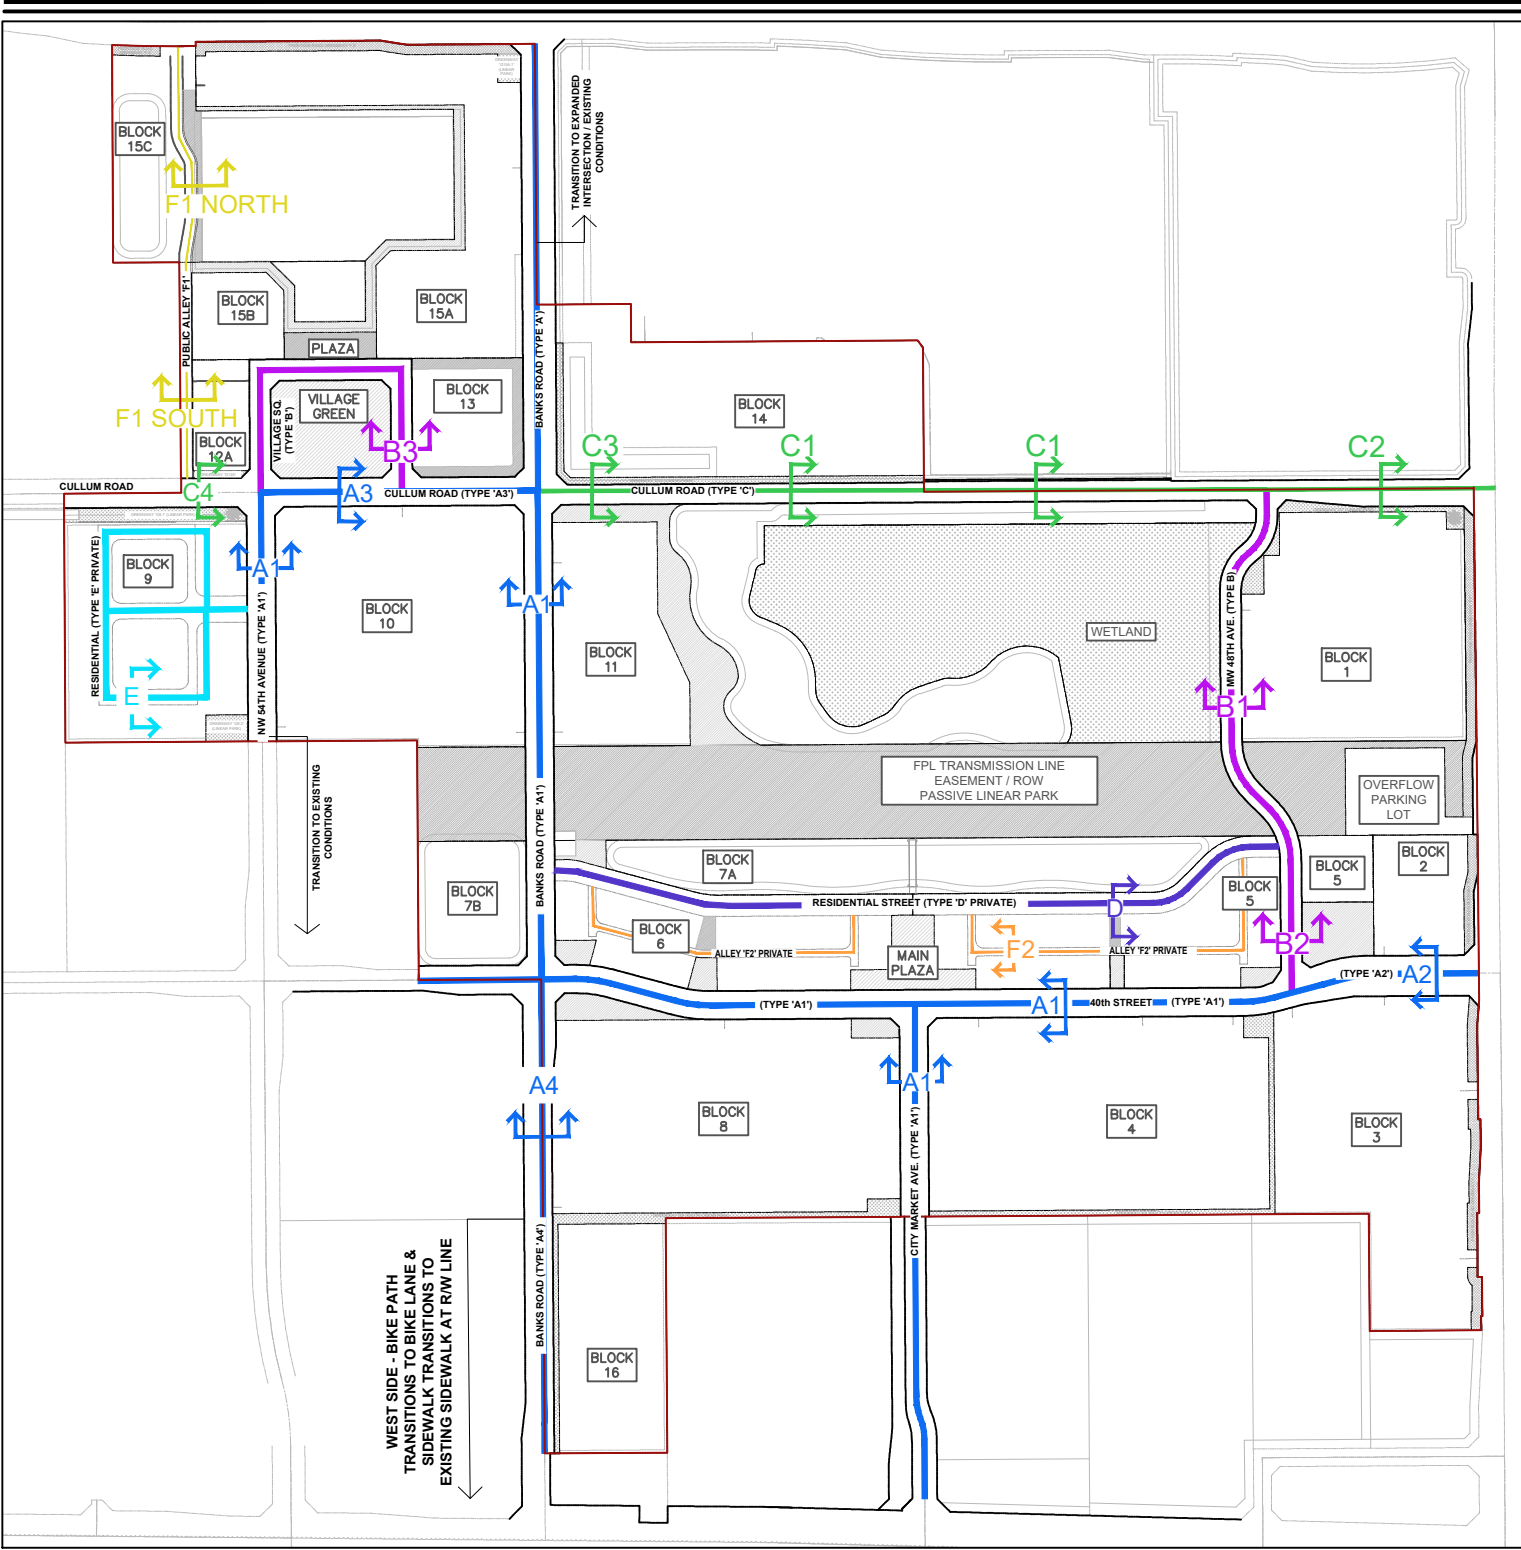 TRANSITION TO EXPANDED
INTERSECTION / EXISTING
CONDITIONS
BLOCK
15C
F1 NORTH
PUBLIC ALLEY 'F1'
BLOCK
15B
BLOCK
15A
PLAZA
BANKS ROAD (TYPE 'A')
F1 SOUTH
VILLAGE
GREEN
VILLAGE SQ.
(TYPE 'B')
BLOCK
13
BLOCK
14
BLOCK
12A
B3
C3
C1
C1
C2
CULLUM ROAD
C4
A3
CULLUM ROAD (TYPE 'A3')
CULLUM ROAD (TYPE 'C')
BLOCK
9
A1
RESIDENTIAL (TYPE 'E' PRIVATE)
NW 54TH AVENUE (TYPE 'A1')
BLOCK
10
A1
BLOCK
11
WETLAND
MW 48TH AVE. (TYPE B)
BLOCK
1
E
B1
TRANSITION TO EXISTING
CONDITIONS
FPL TRANSMISSION LINE
EASEMENT / ROW
PASSIVE LINEAR PARK
OVERFLOW
PARKING
LOT
BANKS ROAD (TYPE 'A1')
BLOCK
7A
BLOCK
7B
BLOCK
5
BLOCK
5
BLOCK
2
RESIDENTIAL STREET (TYPE 'D' PRIVATE)
D
BLOCK
6
ALLEY 'F2' PRIVATE
MAIN
PLAZA
F2
ALLEY 'F2' PRIVATE
B2
(TYPE 'A2')
A2
(TYPE 'A1')
A1
40th STREET
(TYPE 'A1')
A4
A1
BLOCK
8
BLOCK
4
BLOCK
3
CITY MARKET AVE. (TYPE 'A1')
BANKS ROAD (TYPE 'A4')
WEST SIDE - BIKE PATH
TRANSITIONS TO BIKE LANE &
SIDEWALK TRANSITIONS TO
EXISTING SIDEWALK AT R/W LINE
BLOCK
16